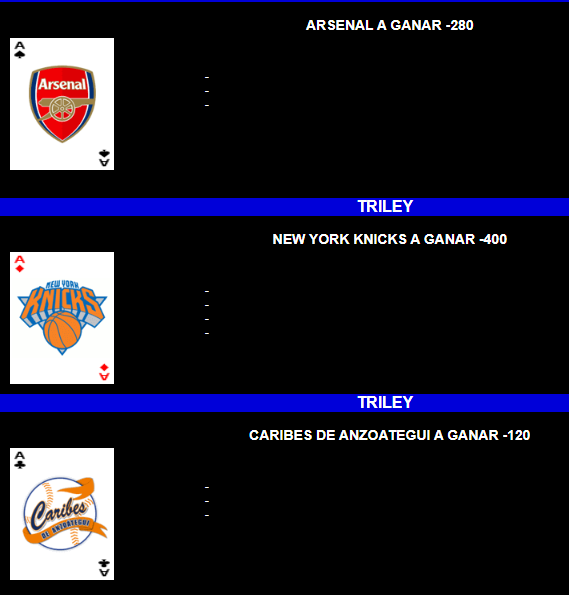 ARSENAL A GANAR -280
A
Arsenal
-
-
-
A
TRILEY
NEW YORK KNICKS A GANAR -400
A
NEW YORK
KNICKS
-
-
-
-
A
TRILEY
CARIBES DE ANZOATEGUI A GANAR -120
A
Caribes
DE ANZOATEGUI
-
-
-
A